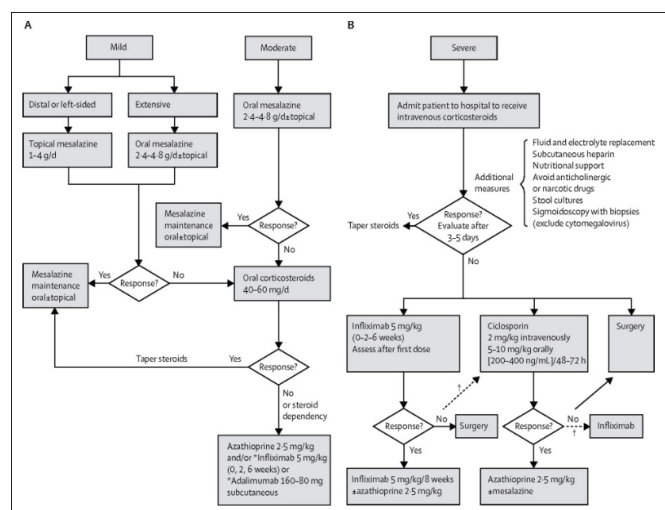 A
Mild
Moderate
Distal or left-sided
Extensive
Oral mesalazine
2·4–4·8 g/d±topical
Topical mesalazine
1–4 g/d
Oral mesalazine
2·4–4·8 g/d±topical
Mesalazine
maintenance
oral±topical
Yes
Response?
No
Mesalazine
maintenance
oral±topical
Yes
Response?
No
Oral corticosteroids
40–60 mg/d
Taper steroids
Yes
Response?
No
or steroid
dependency
Azathioprine 2·5 mg/kg
and/or *Infliximab 5 mg/kg
(0, 2, 6 weeks) or
*Adalimumab 160–80 mg
subcutaneous
B
Severe
Admit patient to hospital to receive
intravenous corticosteroids
Additional
measures
Fluid and electrolyte replacement
Subcutaneous heparin
Nutritional support
Avoid anticholinergic
or narcotic drugs
Stool cultures
Sigmoidoscopy with biopsies
(exclude cytomegalovirus)
Taper steroids
Yes
Response?
Evaluate after
3–5 days
No
Infliximab 5 mg/kg
(0–2–6 weeks)
Assess after first dose
Ciclosporin
2 mg/kg intravenously
5–10 mg/kg orally
[200–400 ng/mL]/48–72 h
Surgery
†
Response?
No
Surgery
Yes
Response?
No
†
Infliximab
Yes
Infliximab 5 mg/kg/8 weeks
±azathioprine 2·5 mg/kg
Azathioprine 2·5 mg/kg
±mesalazine